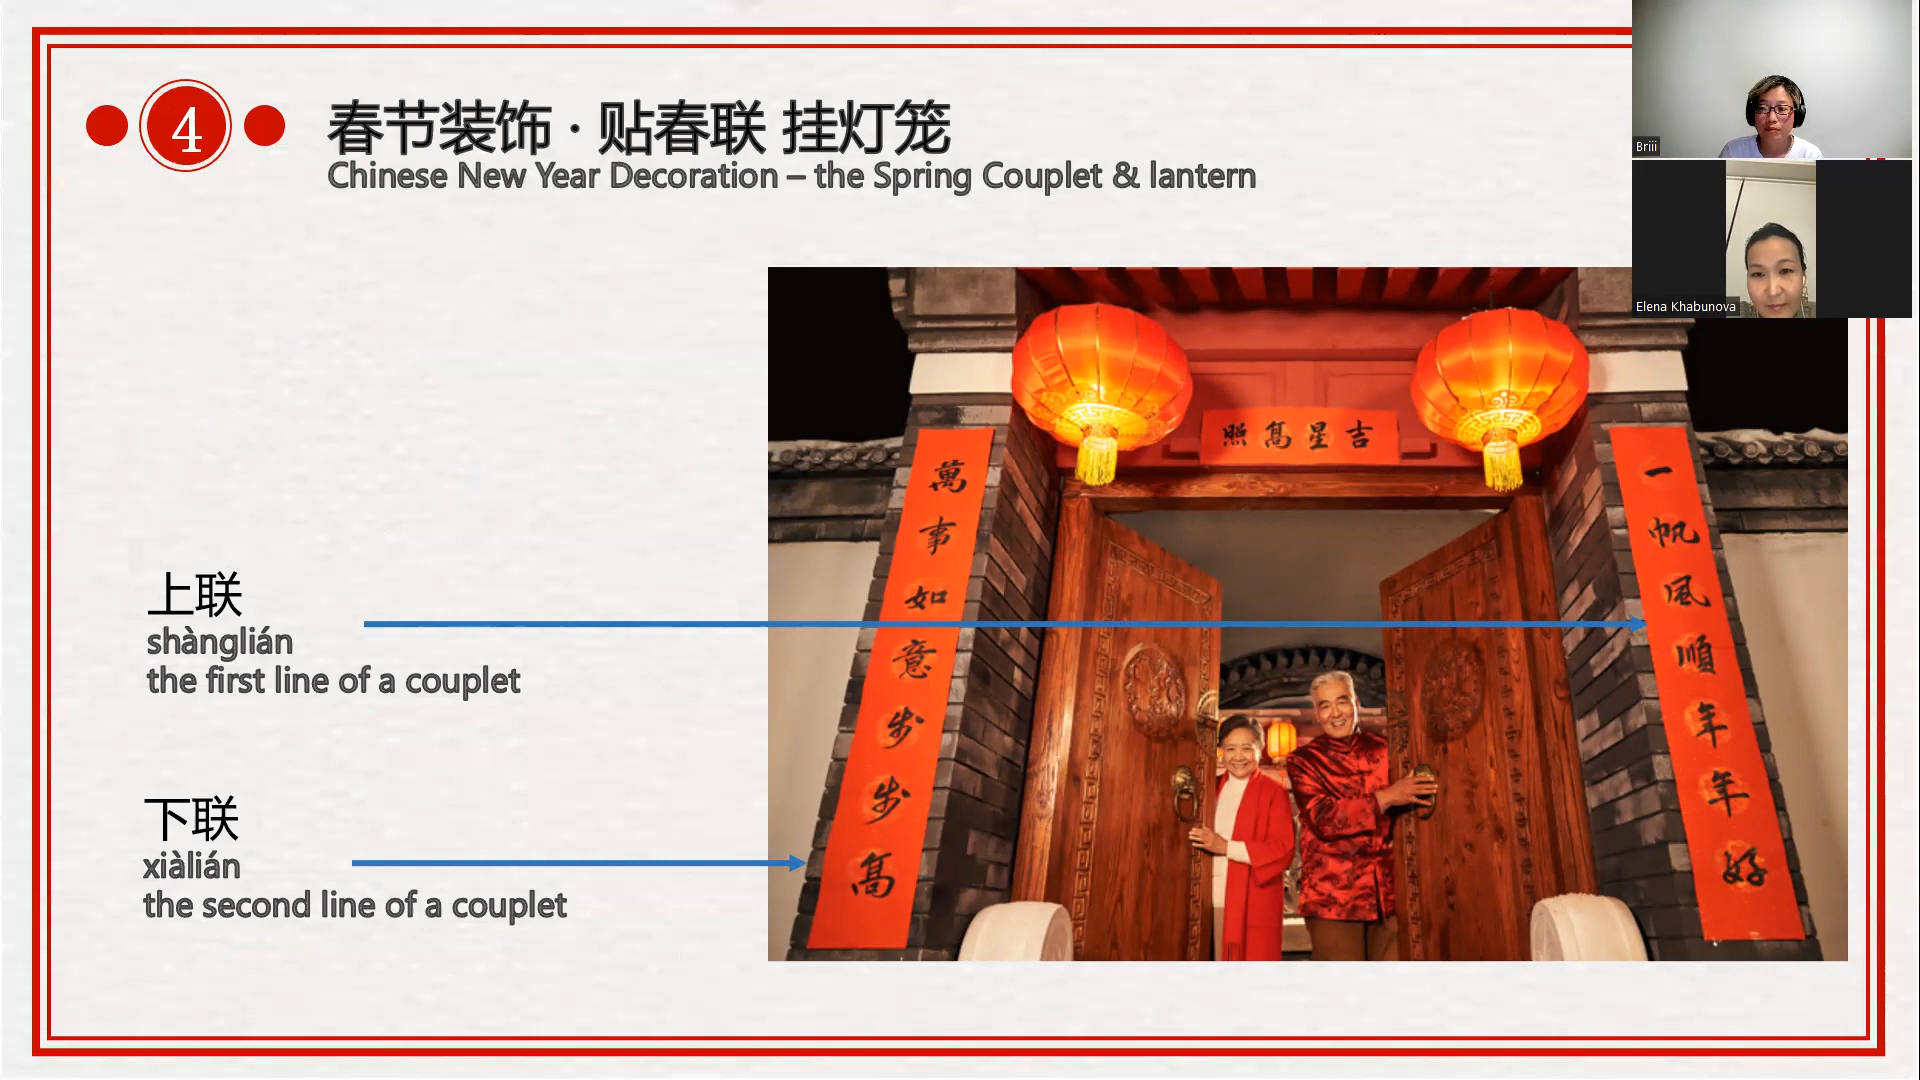 4
春节装饰 · 贴春联 挂灯笼
Chinese New Year Decoration – the Spring Couplet & lantern
Briii
Elena Khabunova
上联
shànglián
the first line of a couplet
下联
xiàlián
the second line of a couplet
吉星髙照
一帆風順年年好
萬事如意步步髙